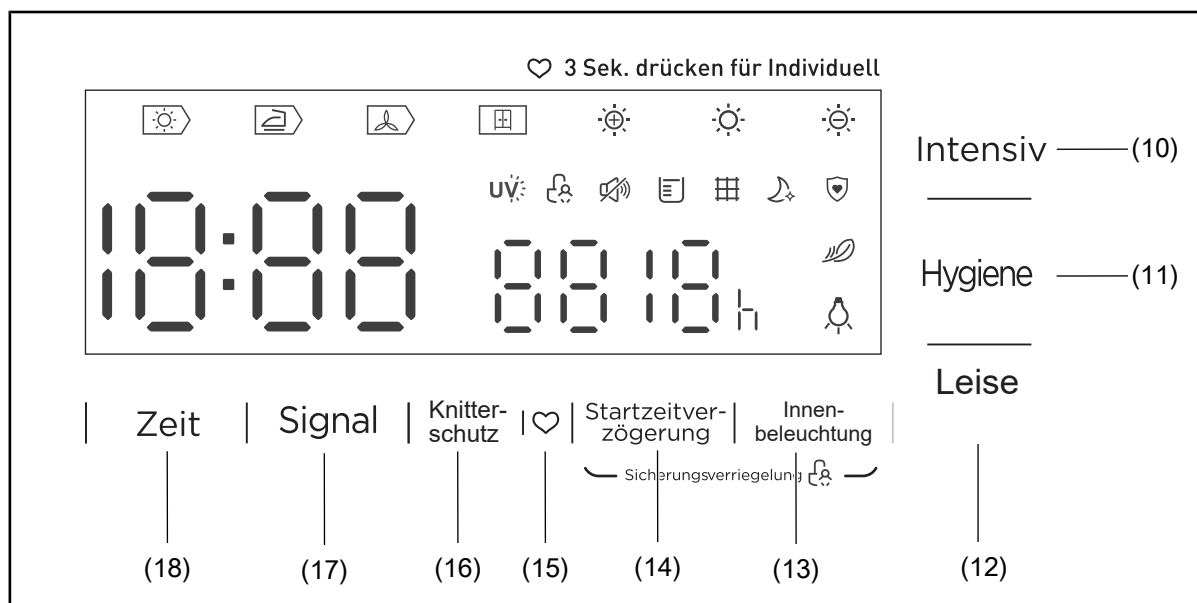 ♡ 3 Sek. drücken für Individuell
Intensiv (10)
UV
18:88 8818h
Hygiene (11)
Leise
Zeit
Signal
Knitter-
schutz
♡
Startzeitver-
zögerung
Innen-
beleuchtung
Sicherungsverriegelung
(18) (17) (16) (15) (14) (13) (12)